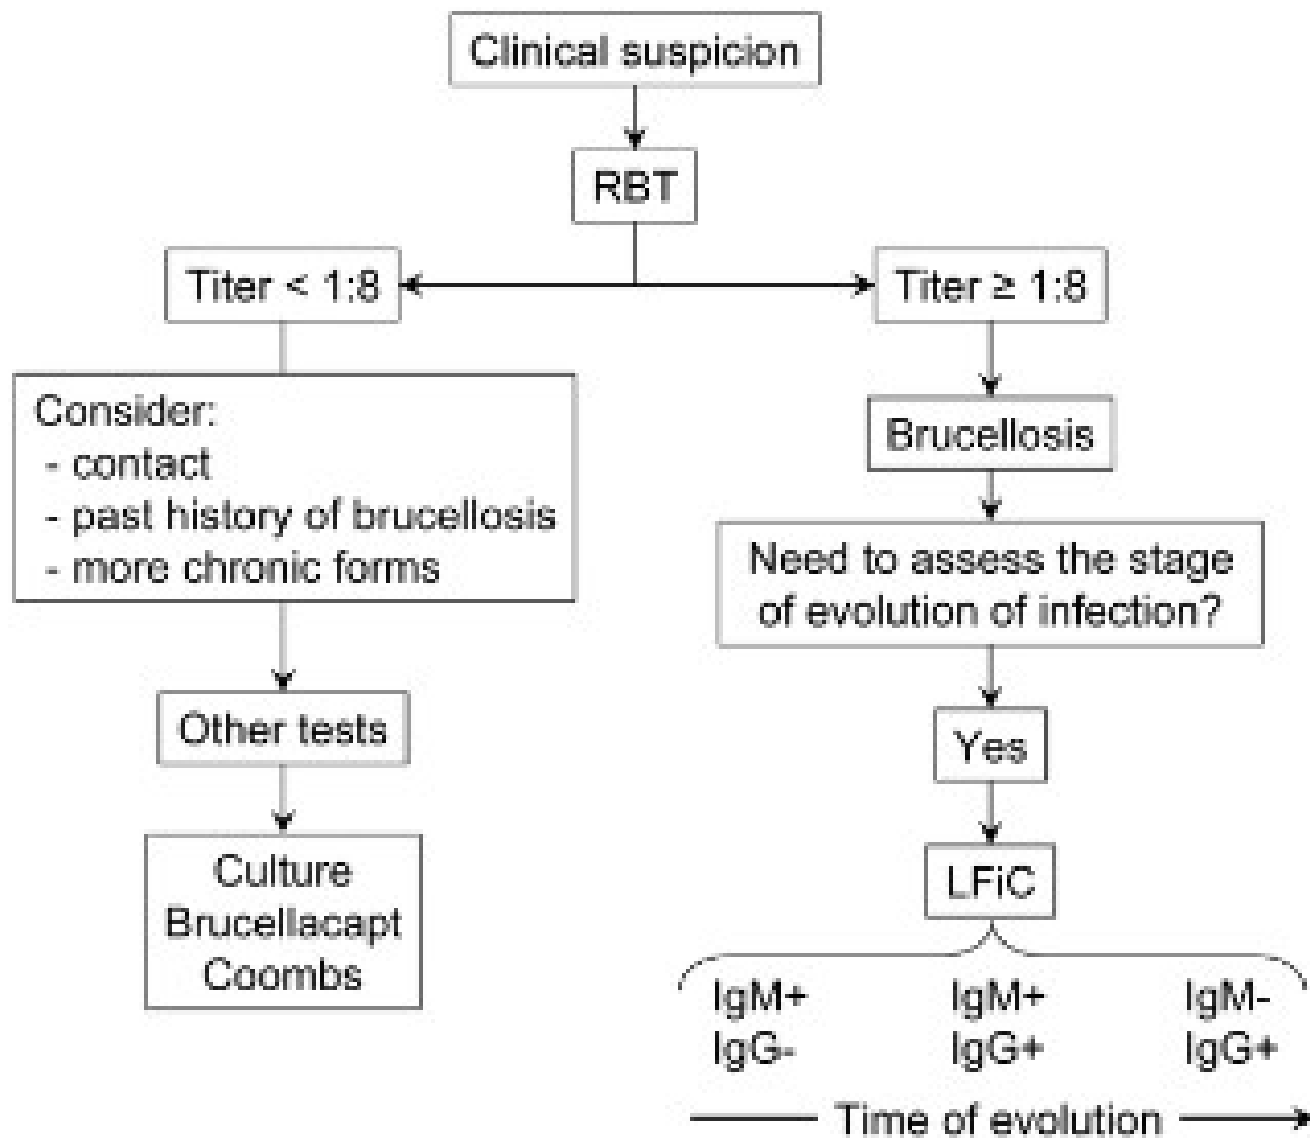 Clinical suspicion
RBT
Titer < 1:8
Titer ≥ 1:8
Consider:
- contact
- past history of brucellosis
- more chronic forms
Other tests
Culture
Brucellacapt
Coombs
Brucellosis
Need to assess the stage
of evolution of infection?
Yes
LFiC
IgM+ IgM+ IgM-
IgG- IgG+ IgG+
Time of evolution